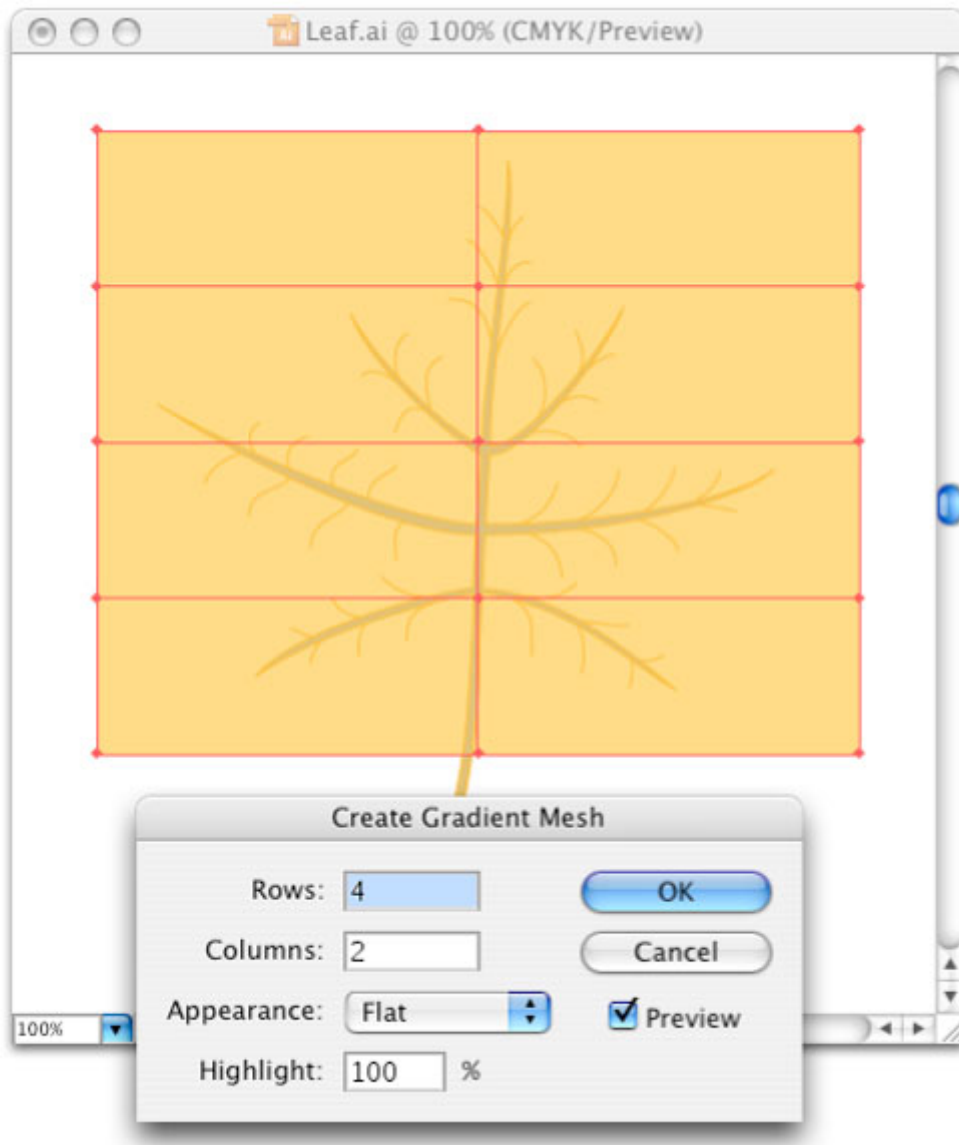 Leaf.ai @ 100% (CMYK/Preview)
Create Gradient Mesh
Rows: 4
OK
Columns: 2
Cancel
Appearance: Flat
Preview
100%
Highlight: 100 %